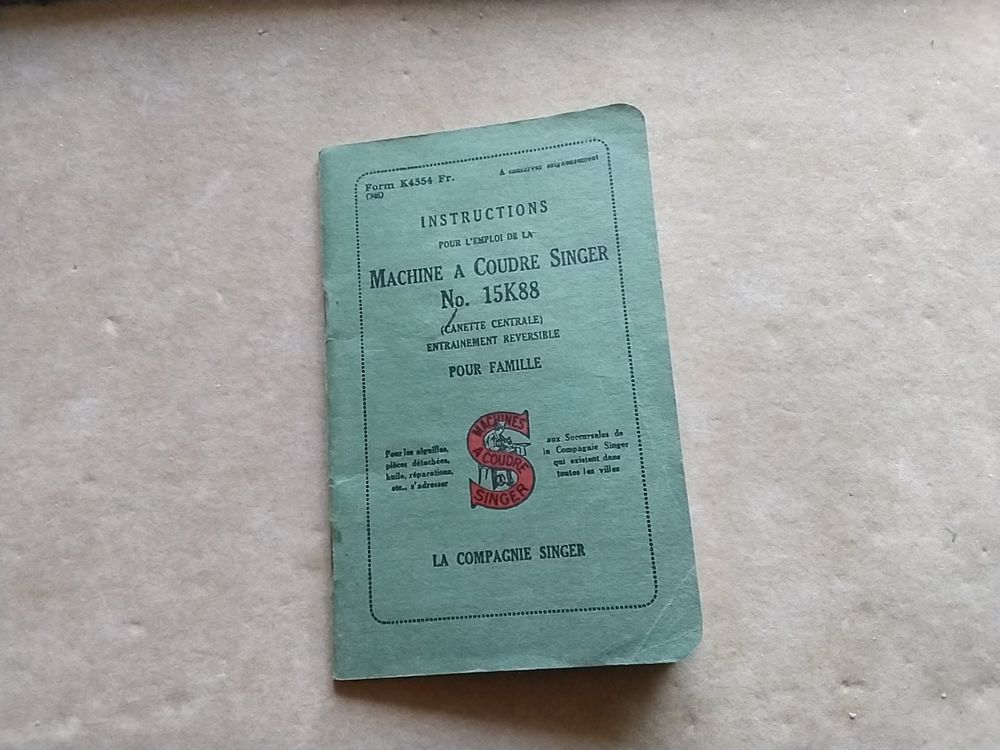 Form K4554 Fr.
(346)
A conserver soigneusement
INSTRUCTIONS
POUR L'EMPLOI DE LA
MACHINE A COUDRE SINGER
No. 15K88
(CANETTE CENTRALE)
ENTRAINEMENT REVERSIBLE
POUR FAMILLE
Pour les aiguilles,
pièces détachées,
huile, réparations,
etc., s'adresser
MACHINES
A COUDRE
SINGER
aux Succursales de
la Compagnie Singer
qui existent dans
toutes les villes
LA COMPAGNIE SINGER